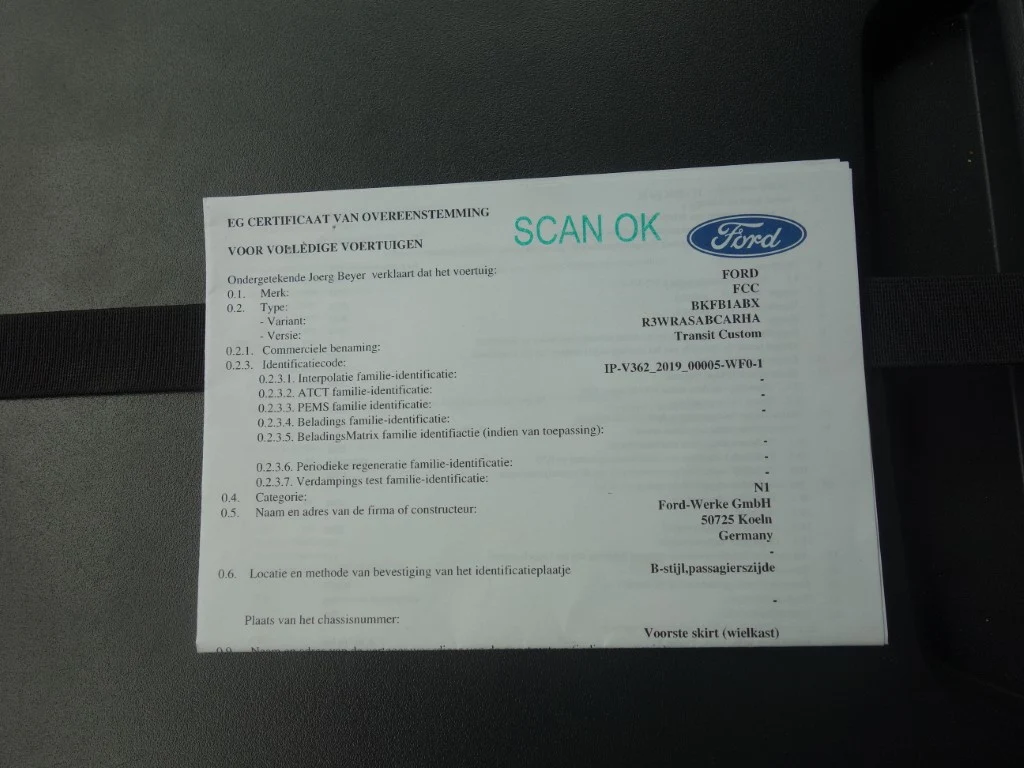 EG CERTIFICAAT VAN OVEREENSTEMMING
SCAN OK
Ford
VOOR VOLLEDIGE VOERTUIGEN
Ondergetekende Joerg Beyer verklaart dat het voertuig:
0.1. Merk: FORD
0.2. Type: FCC
- Variant: BKFB1ABX
- Versie: R3WRASABCARHA
0.2.1. Commerciele benaming: Transit Custom
0.2.3. Identificatiecode:
0.2.3.1. Interpolatie familie-identificatie: IP-V362_2019_00005-WF0-1
0.2.3.2. ATCT familie-identificatie: -
0.2.3.3. PEMS familie identificatie: -
0.2.3.4. Beladings familie-identificatie: -
0.2.3.5. BeladingsMatrix familie identifiactie (indien van toepassing):
-
0.2.3.6. Periodieke regeneratie familie-identificatie: -
0.2.3.7. Verdampings test familie-identificatie: -
0.4. Categorie: N1
0.5. Naam en adres van de firma of constructeur: Ford-Werke GmbH
50725 Koeln
Germany
-
0.6. Locatie en methode van bevestiging van het identificatieplaatje B-stijl,passagierszijde
-
Plaats van het chassisnummer: Voorste skirt (wielkast)